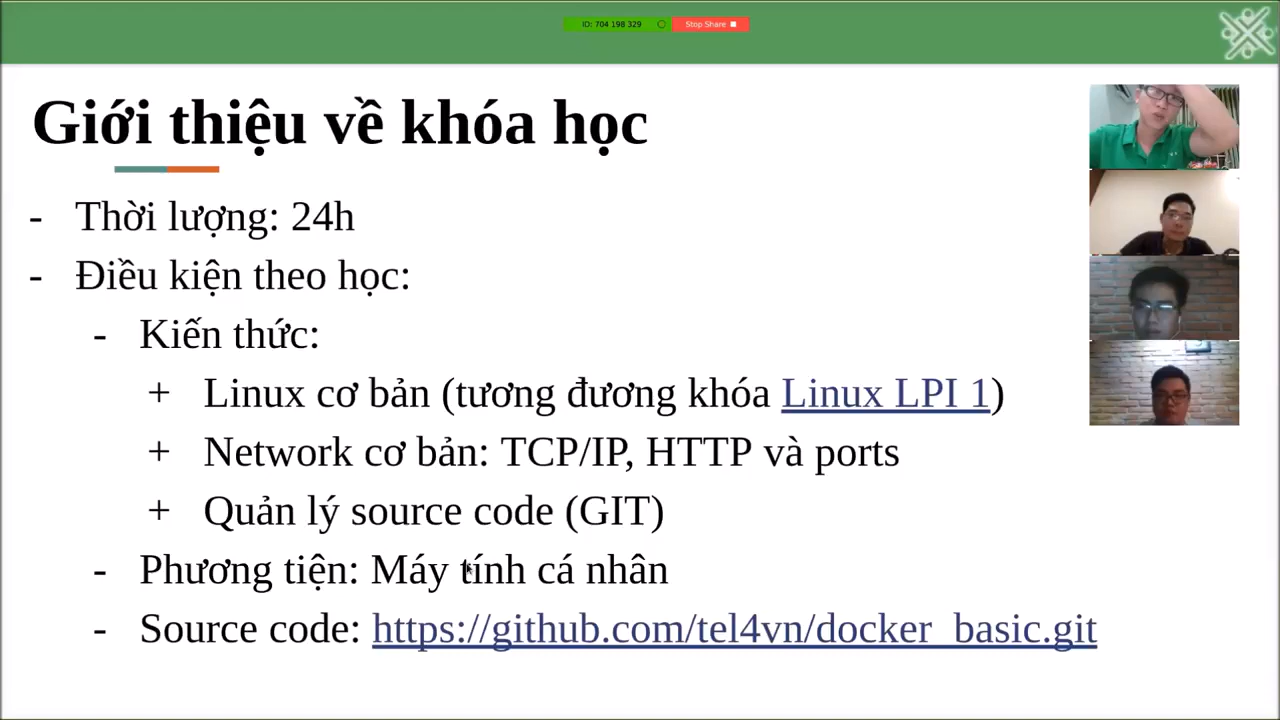 ID: 704 198 329 Stop Share
Giới thiệu về khóa học
- Thời lượng: 24h
- Điều kiện theo học:
- Kiến thức:
+ Linux cơ bản (tương đương khóa Linux LPI 1)
+ Network cơ bản: TCP/IP, HTTP và ports
+ Quản lý source code (GIT)
- Phương tiện: Máy tính cá nhân
- Source code: https://github.com/tel4vn/docker_basic.git